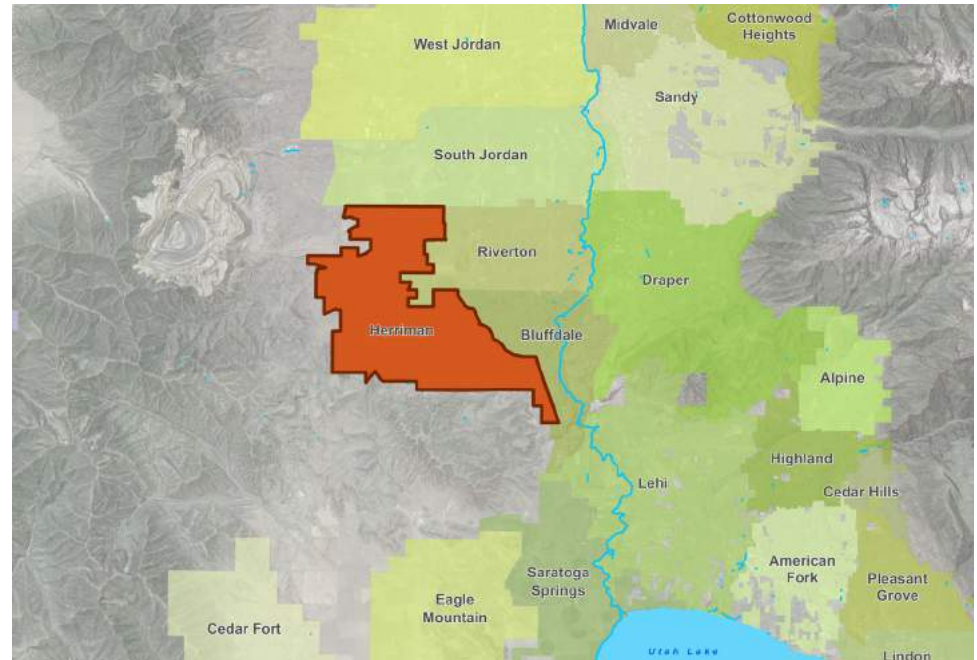 Midvale
Cottonwood
Heights
West Jordan
Sandy
South Jordan
Riverton
Draper
Herriman
Bluffdale
Alpine
Highland
Lehi
Cedar Hills
American
Fork
Saratoga
Springs
Pleasant
Grove
Eagle
Mountain
Cedar Fort
Utah Lake
Lindon